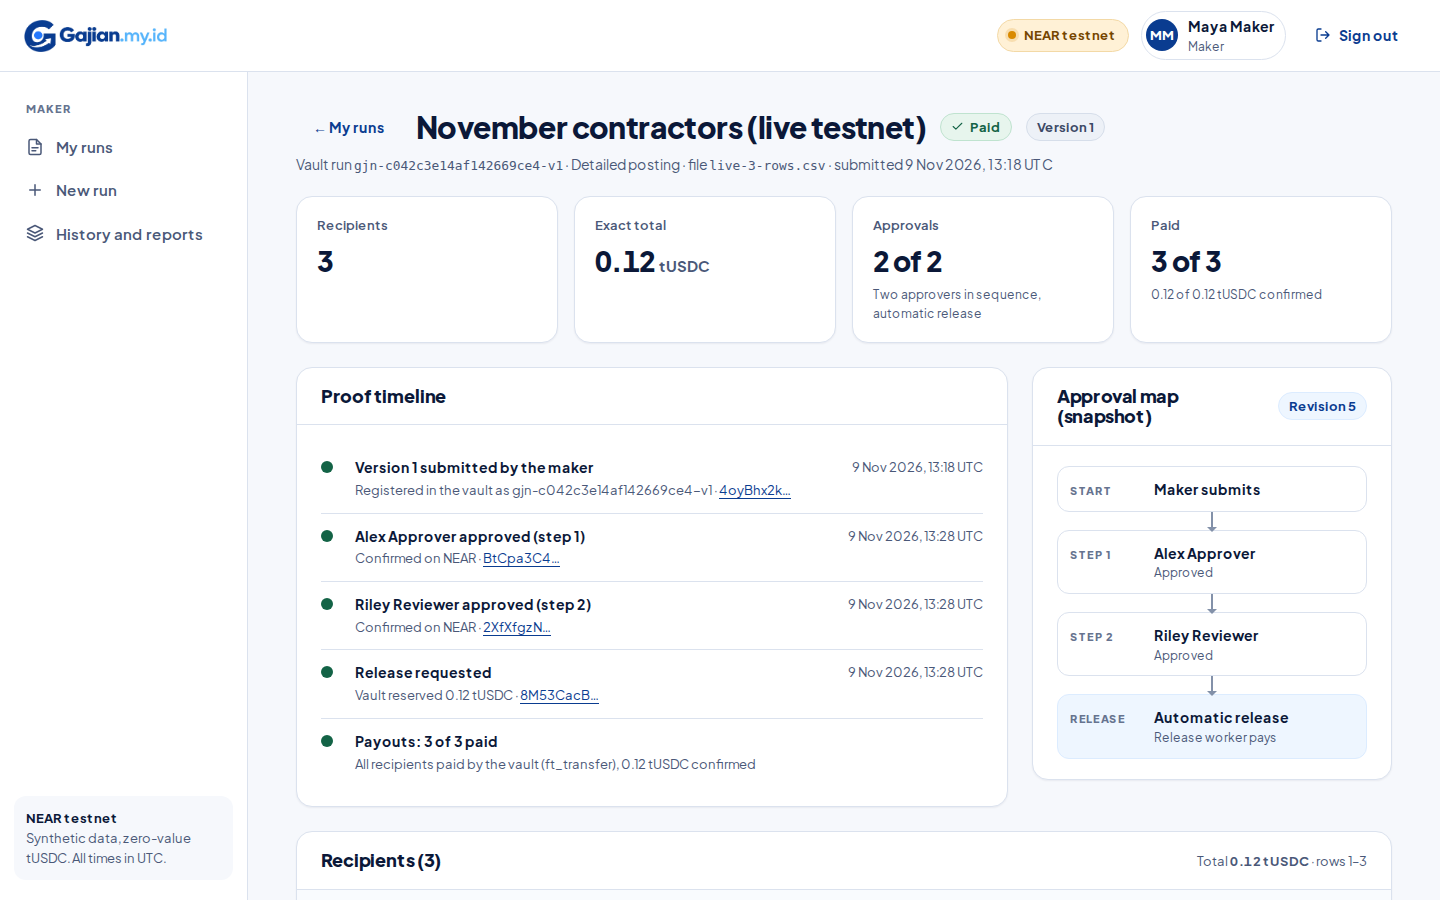 Gajian.my.id
NEAR testnet
MM
Maya Maker
Maker
Sign out
MAKER
My runs
New run
History and reports
NEAR testnet
Synthetic data, zero-value
tUSDC. All times in UTC.
← My runs
November contractors (live testnet)
Paid
Version 1
Vault run gjn-c042c3e14af142669ce4-v1 · Detailed posting · file live-3-rows.csv · submitted 9 Nov 2026, 13:18 UTC
Recipients
3
Exact total
0.12 tUSDC
Approvals
2 of 2
Two approvers in sequence,
automatic release
Paid
3 of 3
0.12 of 0.12 tUSDC confirmed
Proof timeline
Version 1 submitted by the maker
9 Nov 2026, 13:18 UTC
Registered in the vault as gjn-c042c3e14af142669ce4-v1 · 4oyBhx2k…
Alex Approver approved (step 1)
9 Nov 2026, 13:28 UTC
Confirmed on NEAR · BtCpa3C4…
Riley Reviewer approved (step 2)
9 Nov 2026, 13:28 UTC
Confirmed on NEAR · 2XfXfgzN…
Release requested
9 Nov 2026, 13:28 UTC
Vault reserved 0.12 tUSDC · 8M53CacB…
Payouts: 3 of 3 paid
All recipients paid by the vault (ft_transfer), 0.12 tUSDC confirmed
Approval map
(snapshot)
Revision 5
START
Maker submits
STEP 1
Alex Approver
Approved
STEP 2
Riley Reviewer
Approved
RELEASE
Automatic release
Release worker pays
Recipients (3)
Total 0.12 tUSDC · rows 1–3